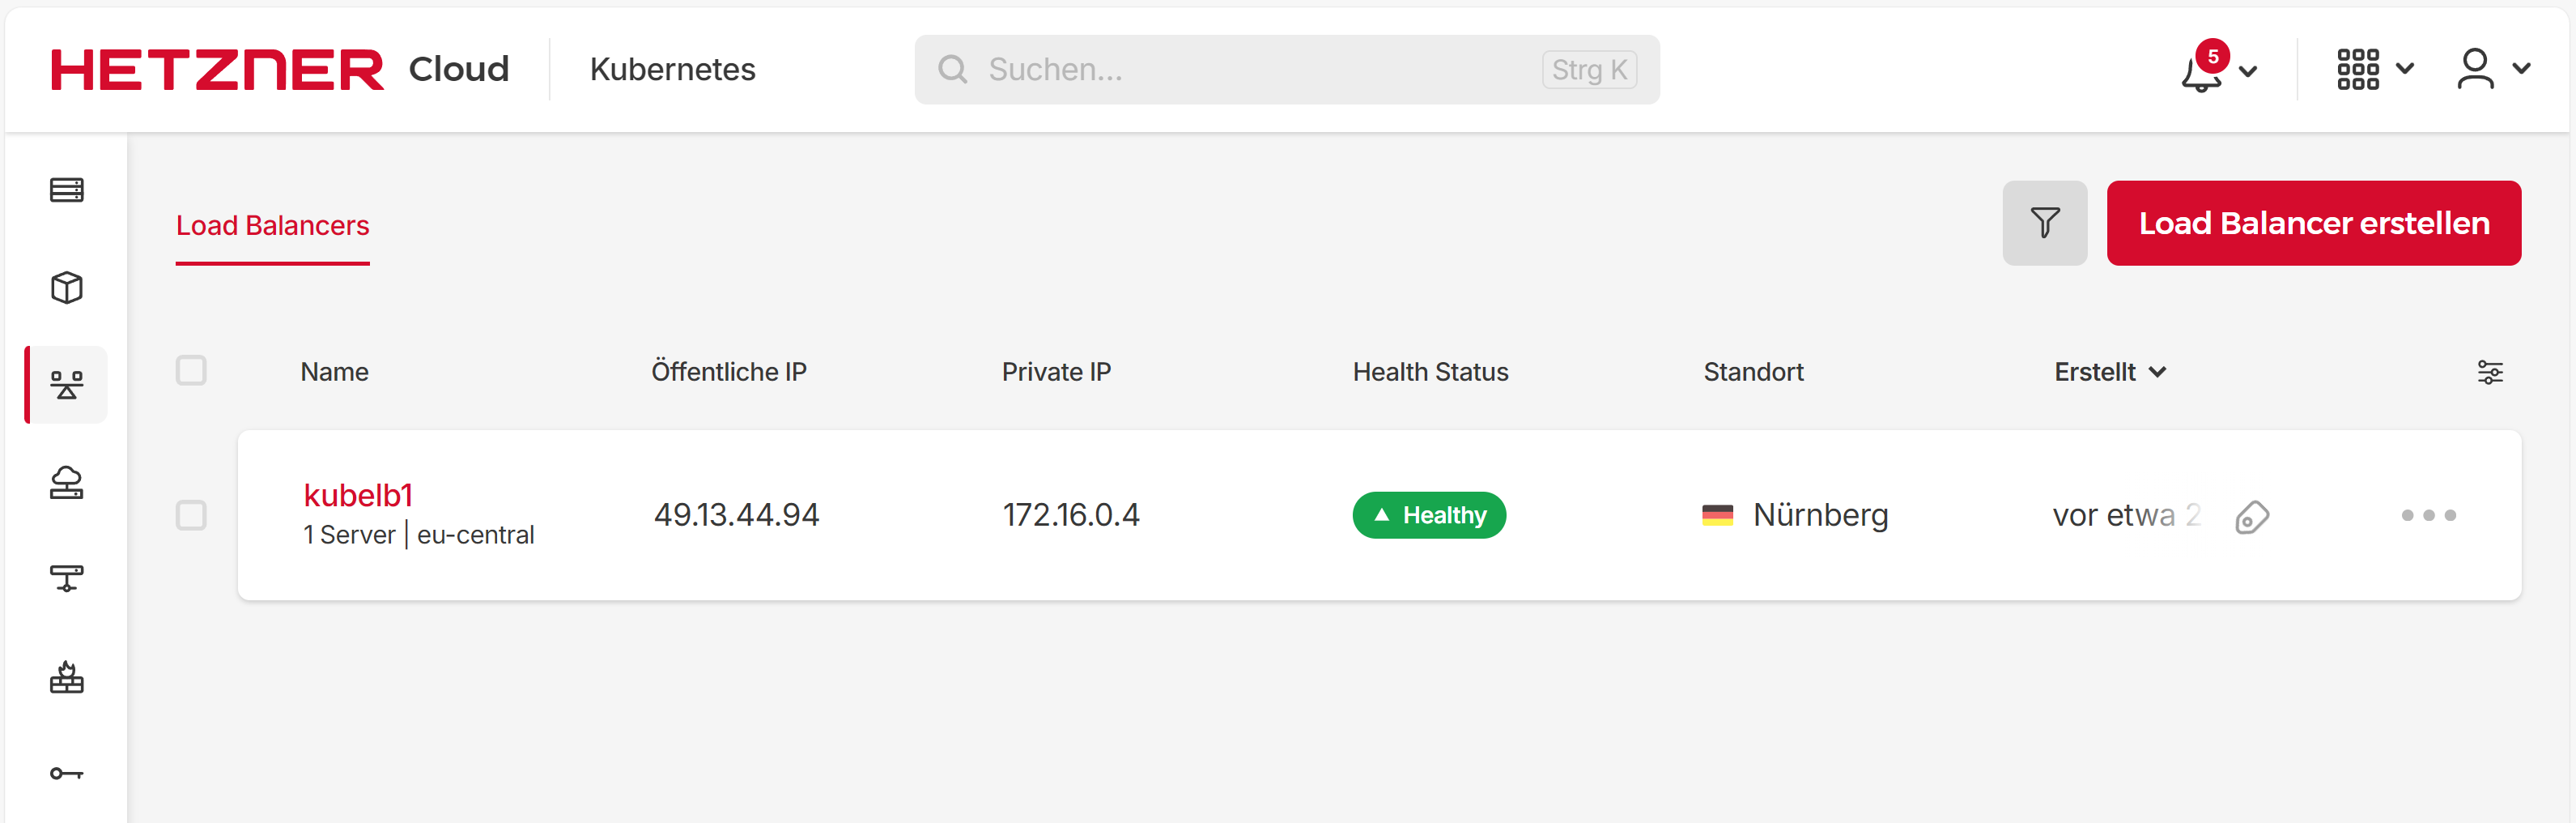 HETZNER Cloud Kubernetes Suchen... Strg K 5
Load Balancers Load Balancer erstellen
Name Öffentliche IP Private IP Health Status Standort Erstellt
kubelb1 49.13.44.94 172.16.0.4 Healthy Nürnberg vor etwa 2
1 Server | eu-central